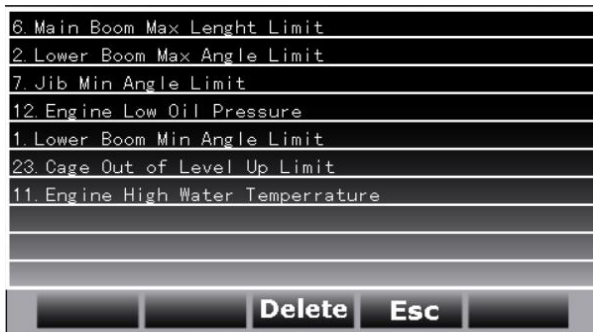 6. Main Boom Max Lenght Limit
2. Lower Boom Max Angle Limit
7. Jib Min Angle Limit
12. Engine Low Oil Pressure
1. Lower Boom Min Angle Limit
23. Cage Out of Level Up Limit
11. Engine High Water Temperrature
Delete Esc